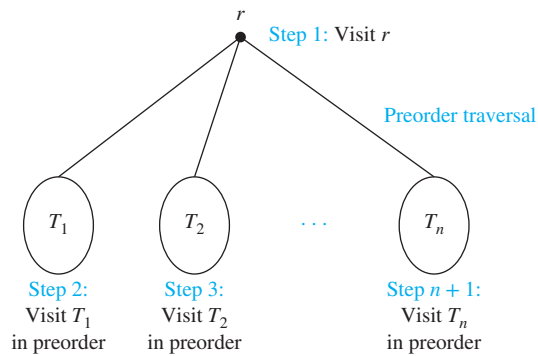 r
Step 1: Visit r
Preorder traversal
T1
T2
. . .
Tn
Step 2:
Visit T1
in preorder
Step 3:
Visit T2
in preorder
Step n + 1:
Visit Tn
in preorder